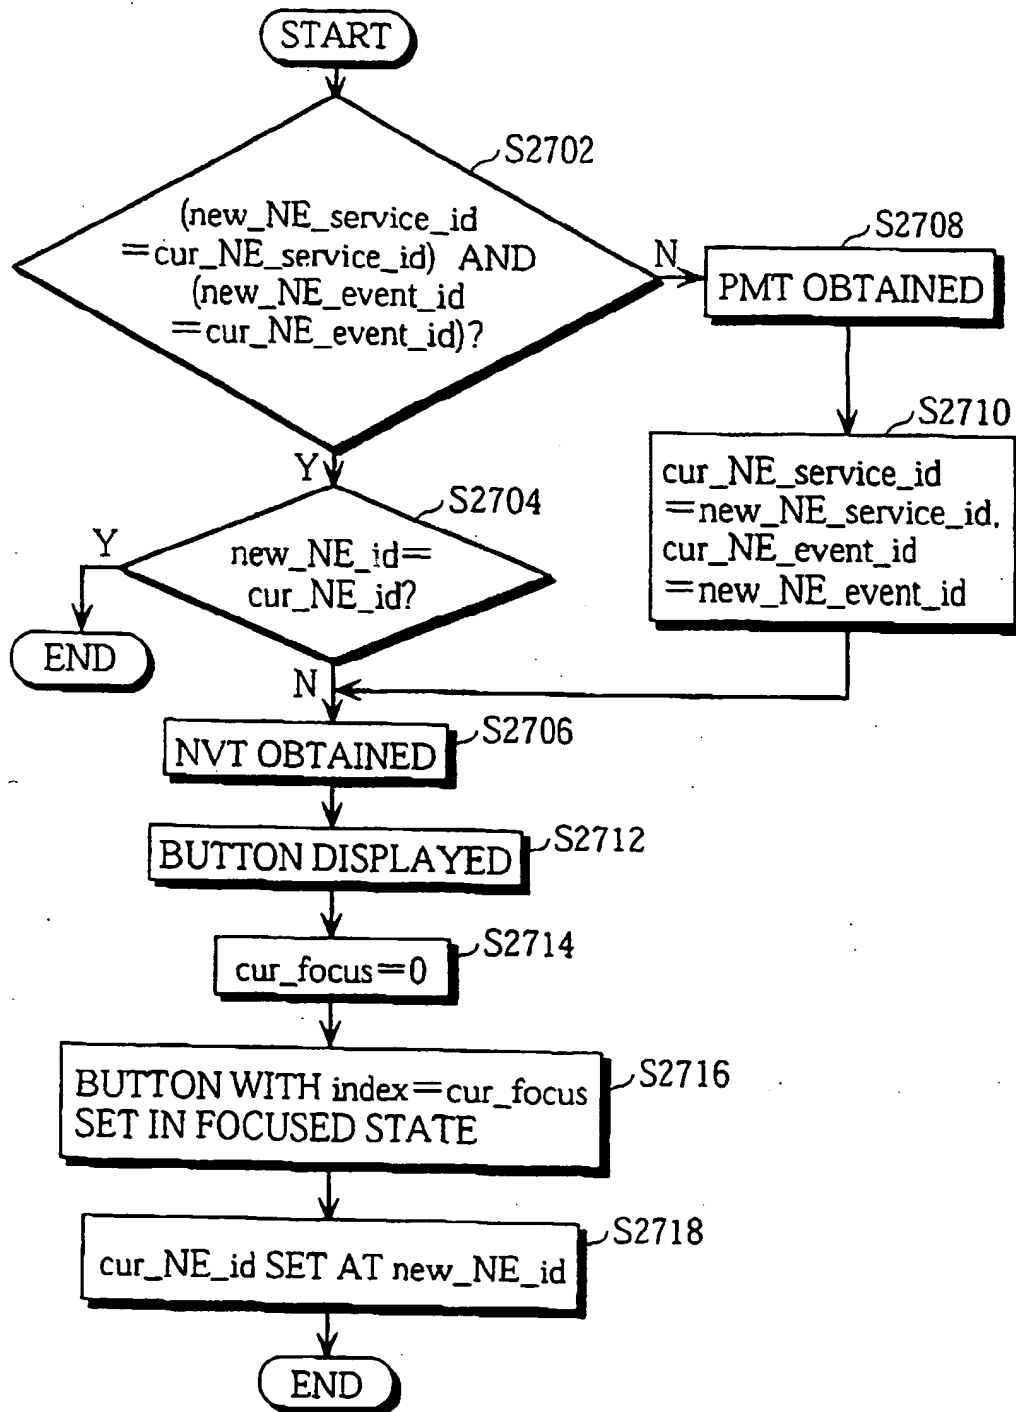 START
S2702
(new_NE_service_id
=cur_NE_service_id) AND
(new_NE_event_id
=cur_NE_event_id)?
N
S2708
PMT OBTAINED
S2710
cur_NE_service_id
=new_NE_service_id,
cur_NE_event_id
=new_NE_event_id
Y
S2704
new_NE_id=
cur_NE_id?
Y
END
N
S2706
NVT OBTAINED
S2712
BUTTON DISPLAYED
S2714
cur_focus=0
S2716
BUTTON WITH index=cur_focus
SET IN FOCUSED STATE
S2718
cur_NE_id SET AT new_NE_id
END